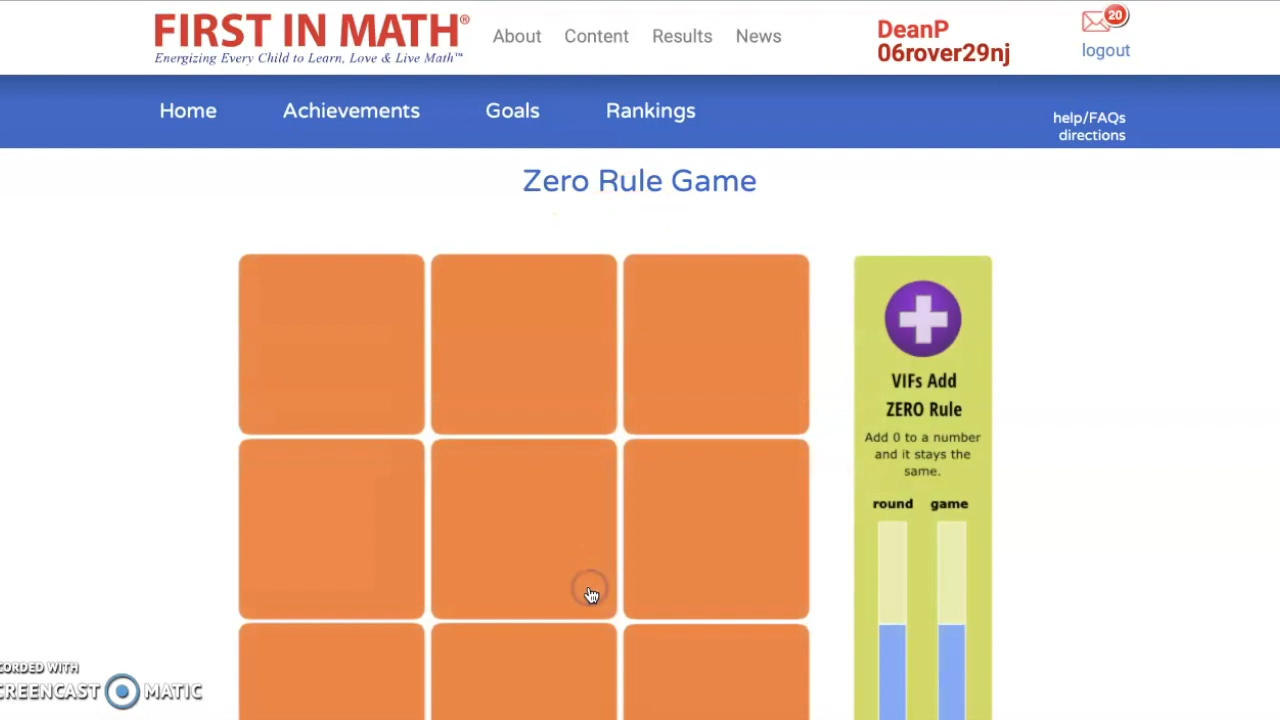 FIRST IN MATH®
Energizing Every Child to Learn, Love & Live Math™
About Content Results News
DeanP
06rover29nj
20
logout
Home Achievements Goals Rankings
help/FAQs
directions
Zero Rule Game
VIFs Add
ZERO Rule
Add 0 to a number
and it stays the
same.
round game
CORDED WITH
CREENCAST MATIC